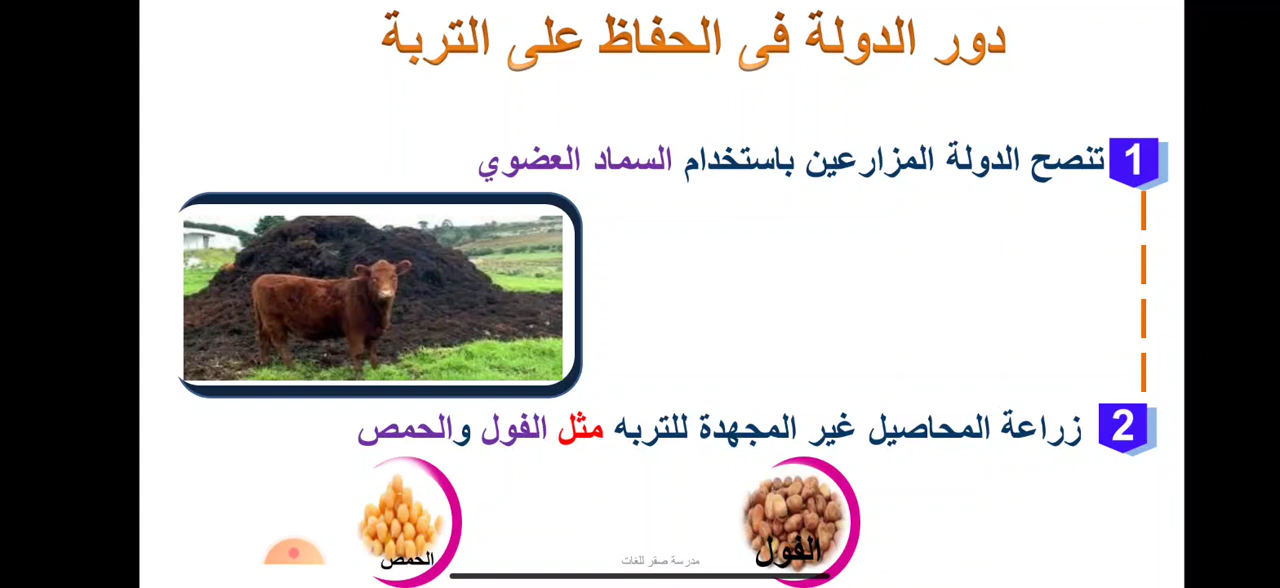 دور الدولة فى الحفاظ على التربة
1 تنصح الدولة المزارعين باستخدام السماد العضوي
2 زراعة المحاصيل غير المجهدة للتربه مثل الفول والحمص
الفول
الحمص
مدرسة صقر للغات